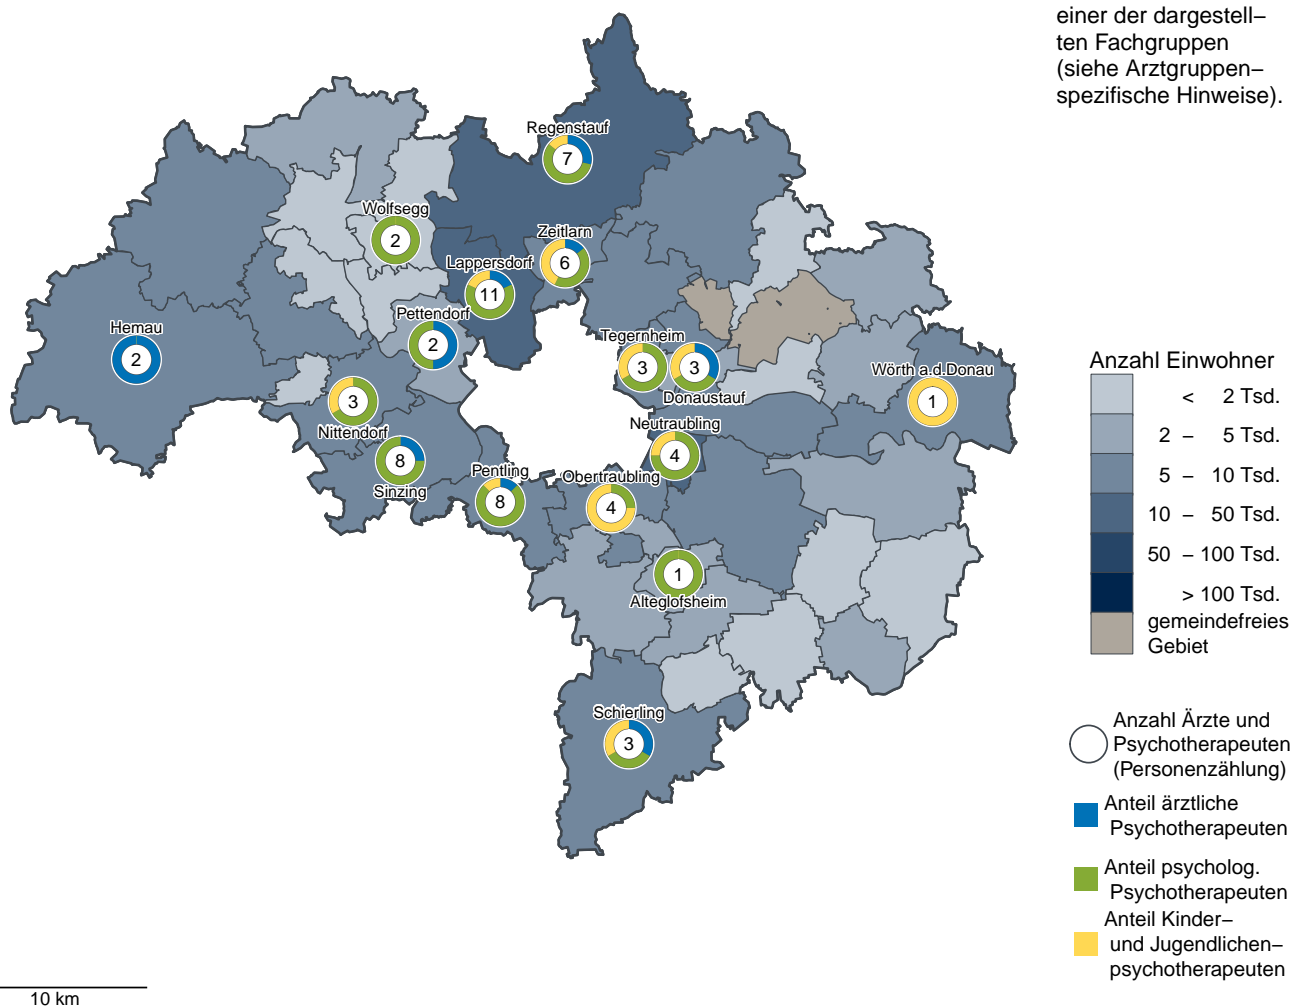 einer der dargestell–
ten Fachgruppen
(siehe Arztgruppen–
spezifische Hinweise).
Regenstauf
7
Wolfsegg
2
Zeitlarn
6
Lappersdorf
11
Pettendorf
2
Hemau
2
Tegernheim
3
3
Donaustauf
Wörth a.d.Donau
1
3
Nittendorf
Neutraubling
4
8
Sinzing
Pentling
8
Obertraubling
4
1
Alteglofsheim
Schierling
3
Anzahl Einwohner
< 2 Tsd.
2 – 5 Tsd.
5 – 10 Tsd.
10 – 50 Tsd.
50 – 100 Tsd.
> 100 Tsd.
gemeindefreies
Gebiet
Anzahl Ärzte und
Psychotherapeuten
(Personenzählung)
Anteil ärztliche
Psychotherapeuten
Anteil psycholog.
Psychotherapeuten
Anteil Kinder–
und Jugendlichen–
psychotherapeuten
10 km